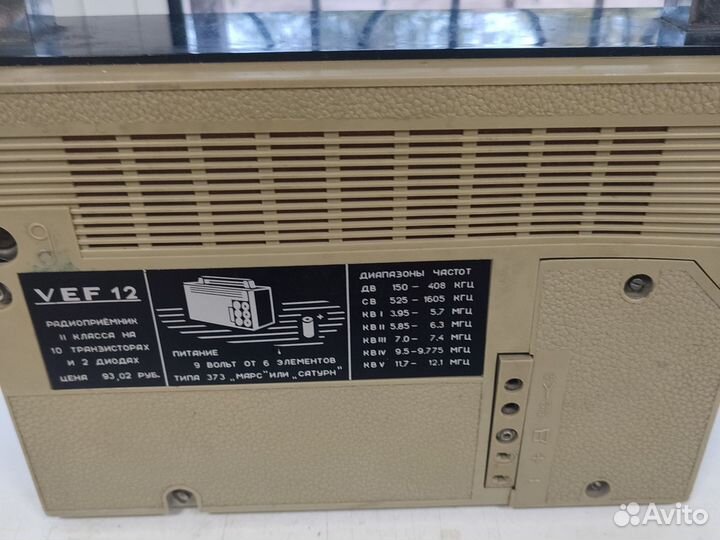 VEF 12
РАДИОПРИЁМНИК
II КЛАССА НА
10 ТРАНЗИСТОРАХ
И 2 ДИОДАХ
ЦЕНА 93,02 РУБ.
ПИТАНИЕ
9 ВОЛЬТ ОТ 6 ЭЛЕМЕНТОВ
ТИПА 373 „МАРС" ИЛИ „САТУРН"
ДИАПАЗОНЫ ЧАСТОТ
ДВ 150 - 408 КГЦ
СВ 525 - 1605 КГЦ
КВ I 3.95 - 5.7 МГЦ
КВ II 5.85 - 6.3 МГЦ
КВ III 7.0 - 7.4 МГЦ
КВ IV 9.5 - 9.775 МГЦ
КВ V 11.7 - 12.1 МГЦ
Avito